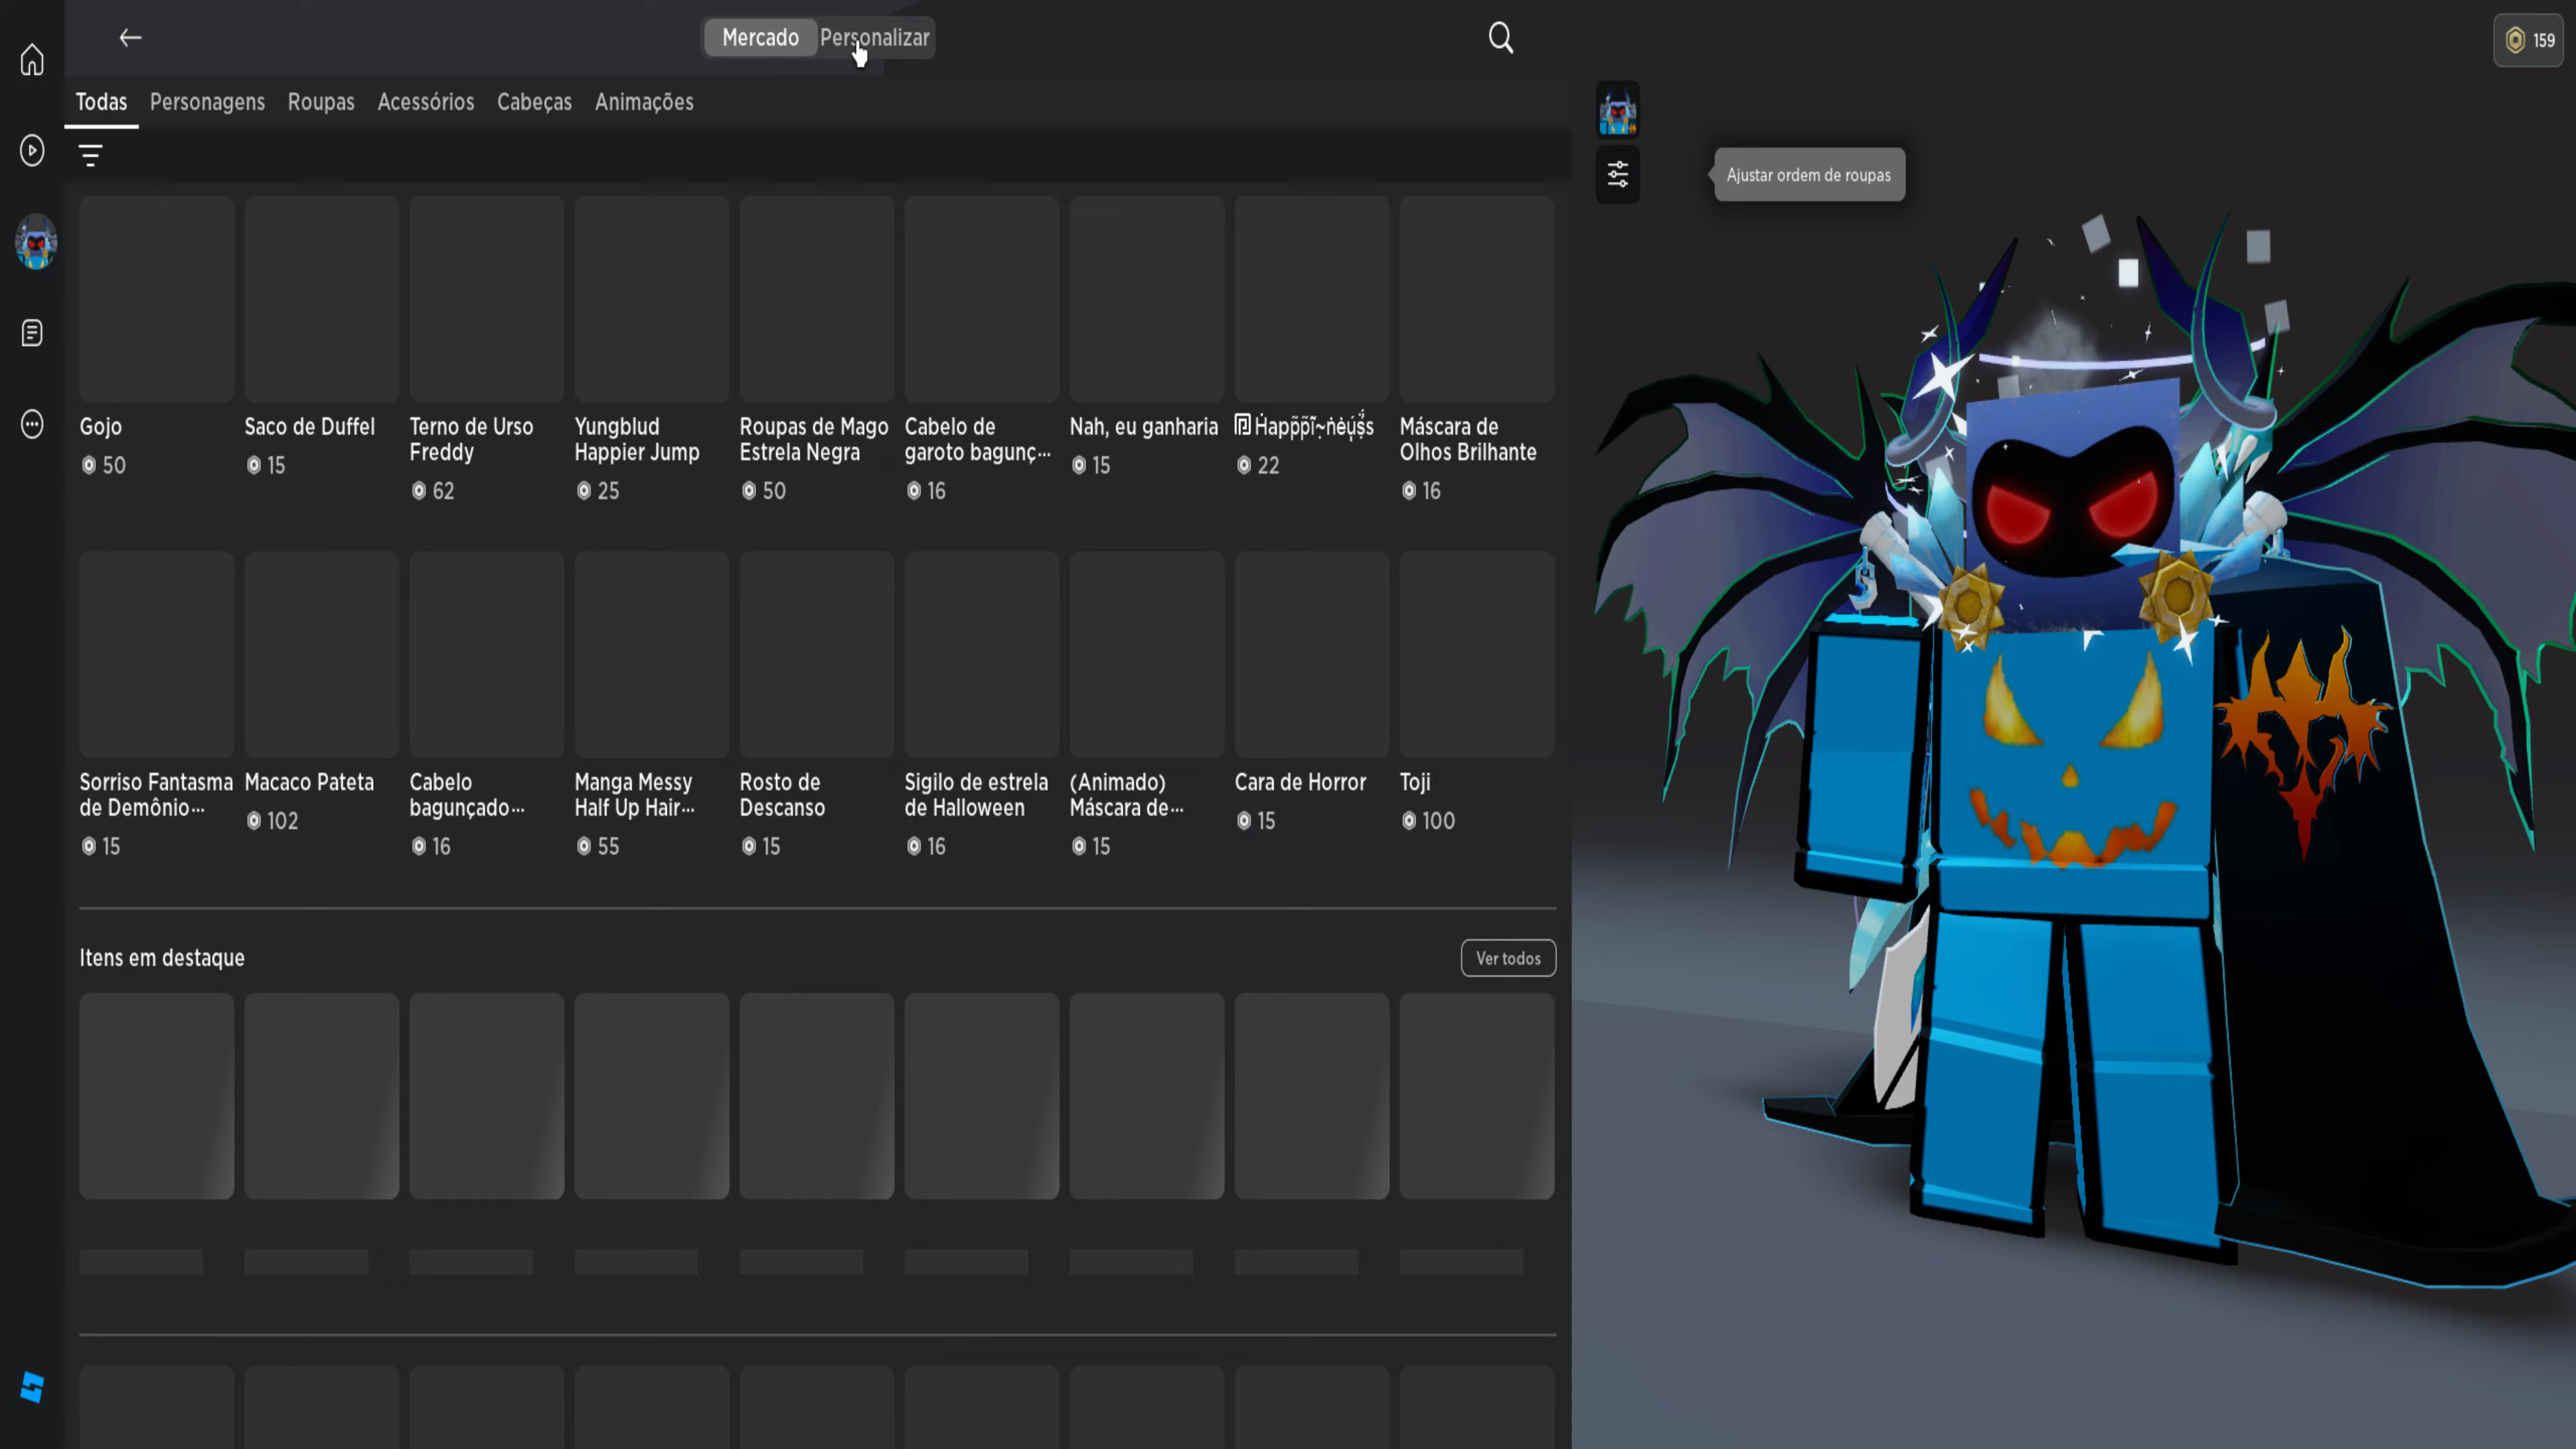 Mercado
Personalizar
159
Todas
Personagens
Roupas
Acessórios
Cabeças
Animações
Ajustar ordem de roupas
Gojo
50
Saco de Duffel
15
Terno de Urso
Freddy
62
Yungblud
Happier Jump
25
Roupas de Mago
Estrela Negra
50
Cabelo de
garoto bagunç...
16
Nah, eu ganharia
15
22
Máscara de
Olhos Brilhante
16
Sorriso Fantasma
de Demônio...
15
Macaco Pateta
102
Cabelo
bagunçado...
16
Manga Messy
Half Up Hair...
55
Rosto de
Descanso
15
Sigilo de estrela
de Halloween
16
(Animado)
Máscara de...
15
Cara de Horror
15
Toji
100
Itens em destaque
Ver todos